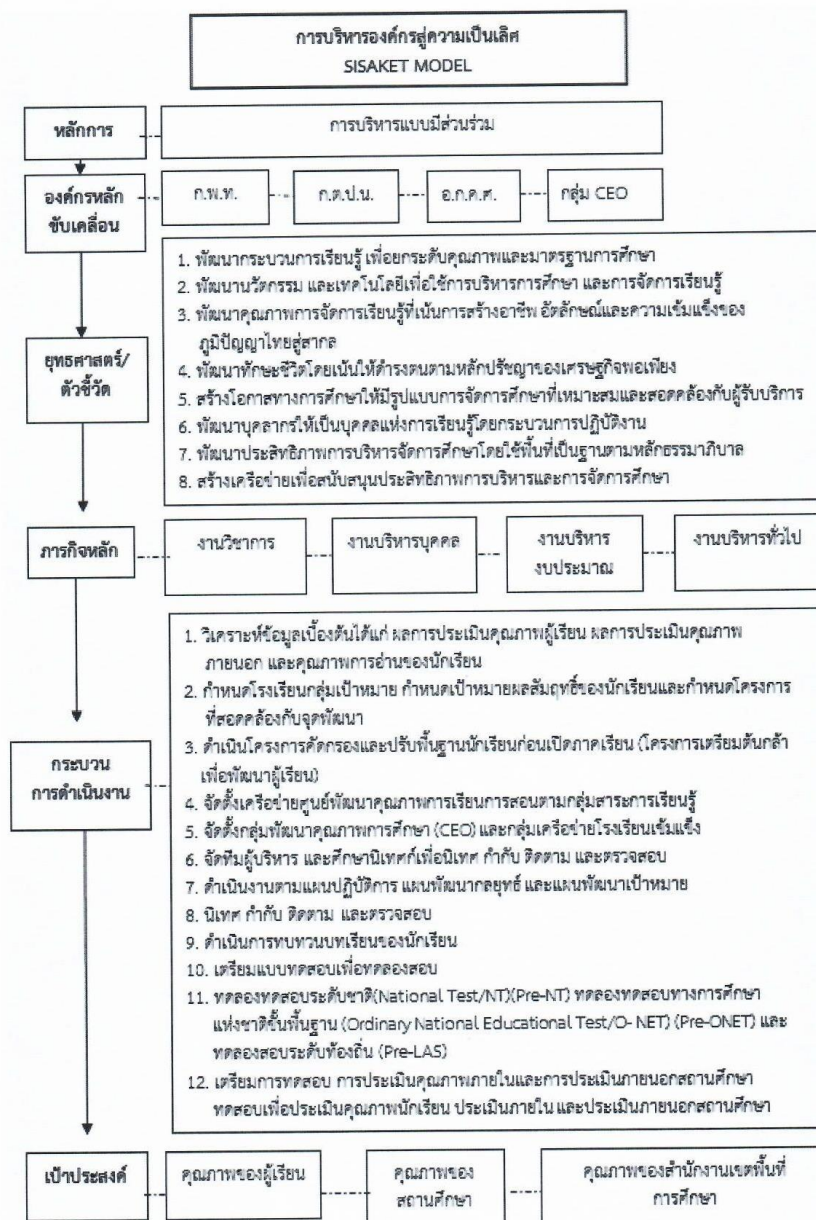 การบริหารองค์กรสู่ความเป็นเลิศ
SISAKET MODEL
หลักการ
การบริหารแบบมีส่วนร่วม
องค์กรหลัก
ขับเคลื่อน
ก.พ.ท.
ก.ต.ป.น.
อ.ก.ค.ศ.
กลุ่ม CEO
ยุทธศาสตร์/
ตัวชี้วัด
1. พัฒนากระบวนการเรียนรู้ เพื่อยกระดับคุณภาพและมาตรฐานการศึกษา
2. พัฒนานวัตกรรม และเทคโนโลยีเพื่อใช้การบริหารการศึกษา และการจัดการเรียนรู้
3. พัฒนาคุณภาพการจัดการเรียนรู้ที่เน้นการสร้างอาชีพ อัตลักษณ์และความเข้มแข็งของ
ภูมิปัญญาไทยสู่สากล
4. พัฒนาทักษะชีวิตโดยเน้นให้ดำรงตนตามหลักปรัชญาของเศรษฐกิจพอเพียง
5. สร้างโอกาสทางการศึกษาให้มีรูปแบบการจัดการศึกษาที่เหมาะสมและสอดคล้องกับผู้รับบริการ
6. พัฒนาบุคลากรให้เป็นบุคคลแห่งการเรียนรู้โดยกระบวนการปฏิบัติงาน
7. พัฒนาประสิทธิภาพการบริหารจัดการศึกษาโดยใช้พื้นที่เป็นฐานตามหลักธรรมาภิบาล
8. สร้างเครือข่ายเพื่อสนับสนุนประสิทธิภาพการบริหารและการจัดการศึกษา
ภารกิจหลัก
งานวิชาการ
งานบริหารบุคคล
งานบริหาร
งบประมาณ
งานบริหารทั่วไป
กระบวน
การดำเนินงาน
1. วิเคราะห์ข้อมูลเบื้องต้นได้แก่ ผลการประเมินคุณภาพผู้เรียน ผลการประเมินคุณภาพ
ภายนอก และคุณภาพการอ่านของนักเรียน
2. กำหนดโรงเรียนกลุ่มเป้าหมาย กำหนดเป้าหมายผลสัมฤทธิ์ของนักเรียนและกำหนดโครงการ
ที่สอดคล้องกับจุดพัฒนา
3. ดำเนินโครงการคัดกรองและปรับพื้นฐานนักเรียนก่อนเปิดภาคเรียน (โครงการเตรียมต้นกล้า
เพื่อพัฒนาผู้เรียน)
4. จัดตั้งเครือข่ายศูนย์พัฒนาคุณภาพการเรียนการสอนตามกลุ่มสาระการเรียนรู้
5. จัดตั้งกลุ่มพัฒนาคุณภาพการศึกษา (CEO) และกลุ่มเครือข่ายโรงเรียนเข้มแข็ง
6. จัดทีมผู้บริหาร และศึกษานิเทศก์เพื่อนิเทศ กำกับ ติดตาม และตรวจสอบ
7. ดำเนินงานตามแผนปฏิบัติการ แผนพัฒนากลยุทธ์ และแผนพัฒนาเป้าหมาย
8. นิเทศ กำกับ ติดตาม และตรวจสอบ
9. ดำเนินการทบทวนบทเรียนของนักเรียน
10. เตรียมแบบทดสอบเพื่อทดลองสอบ
11. ทดลองทดสอบระดับชาติ(National Test/NT)(Pre-NT) ทดลองทดสอบทางการศึกษา
แห่งชาติขั้นพื้นฐาน (Ordinary National Educational Test/O- NET) (Pre-ONET) และ
ทดลองสอบระดับท้องถิ่น (Pre-LAS)
12. เตรียมการทดสอบ การประเมินคุณภาพภายในและการประเมินภายนอกสถานศึกษา
ทดสอบเพื่อประเมินคุณภาพนักเรียน ประเมินภายใน และประเมินภายนอกสถานศึกษา
เป้าประสงค์
คุณภาพของผู้เรียน
คุณภาพของ
สถานศึกษา
คุณภาพของสำนักงานเขตพื้นที่
การศึกษา